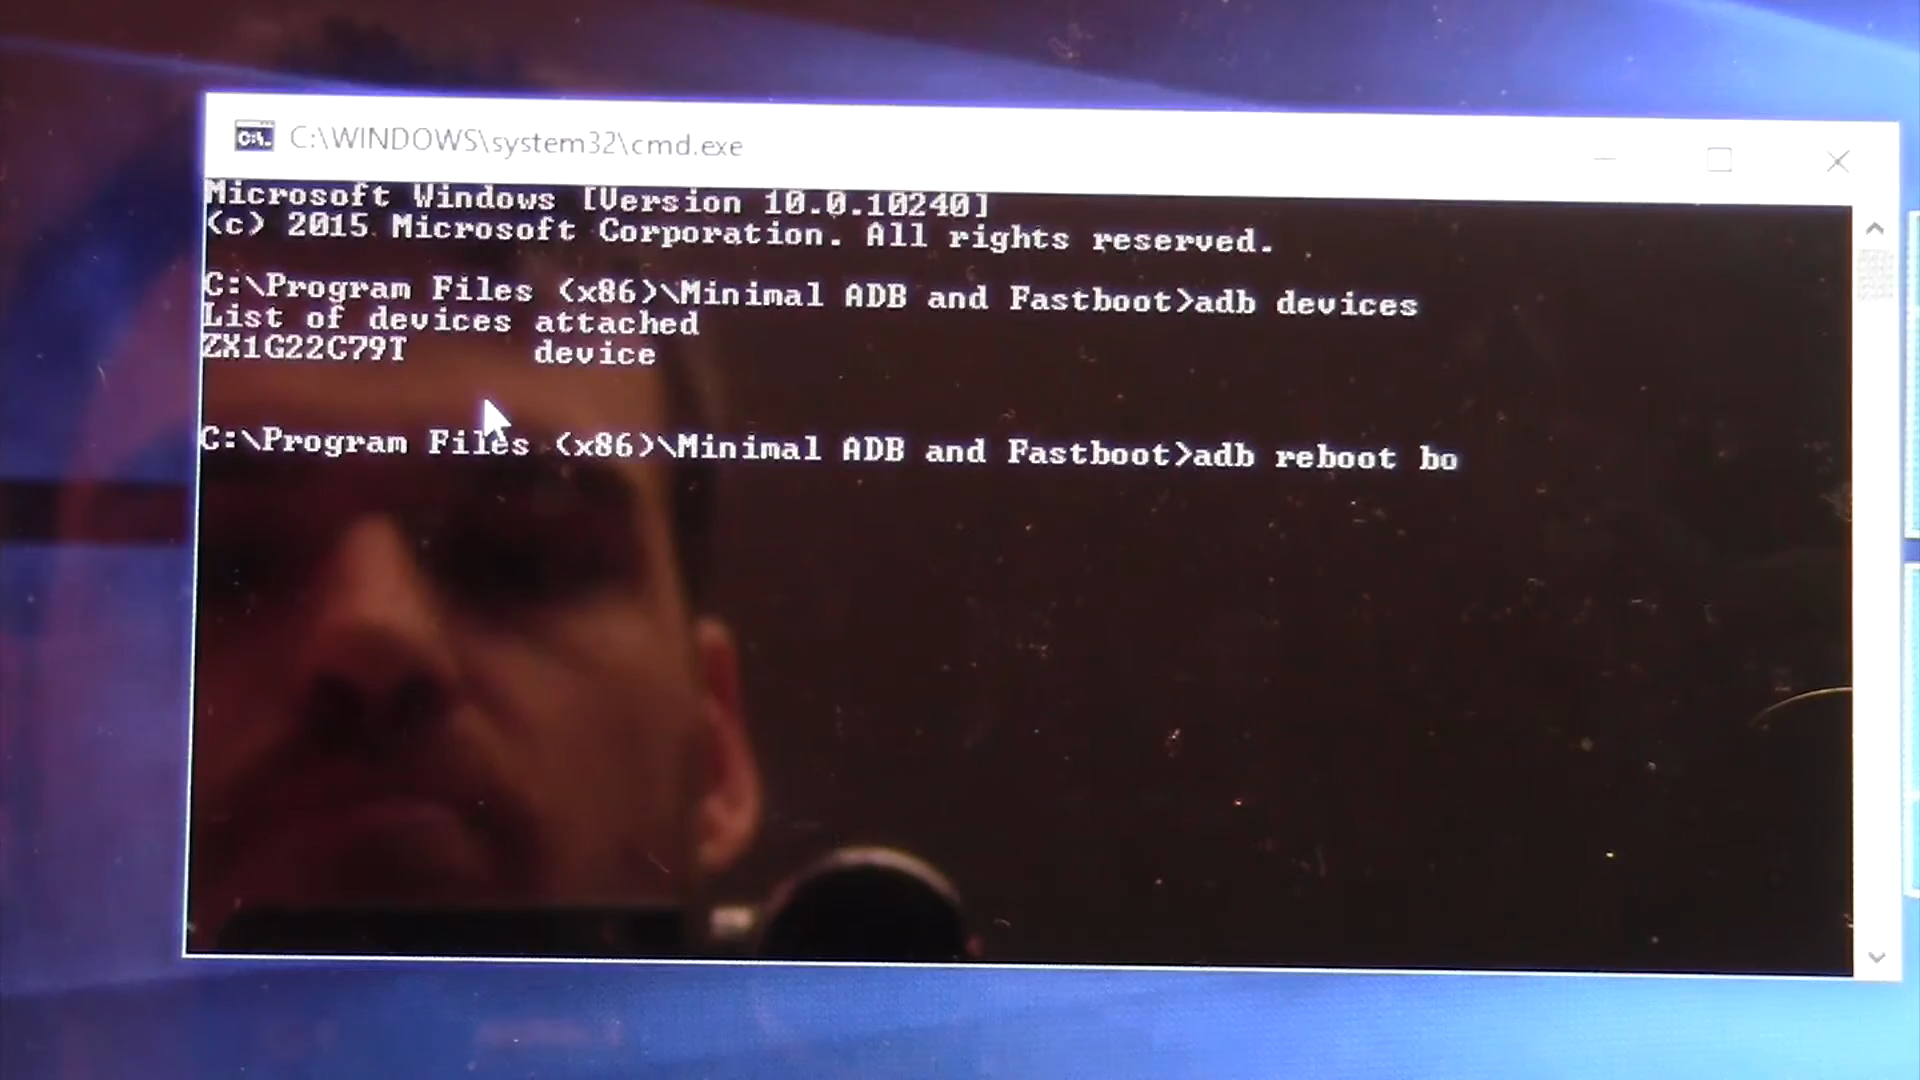 C:\WINDOWS\system32\cmd.exe
Microsoft Windows [Version 10.0.10240]
(c) 2015 Microsoft Corporation. All rights reserved.
C:\Program Files (x86)\Minimal ADB and Fastboot>adb devices
List of devices attached
ZX1G22C79T device
C:\Program Files (x86)\Minimal ADB and Fastboot>adb reboot bo